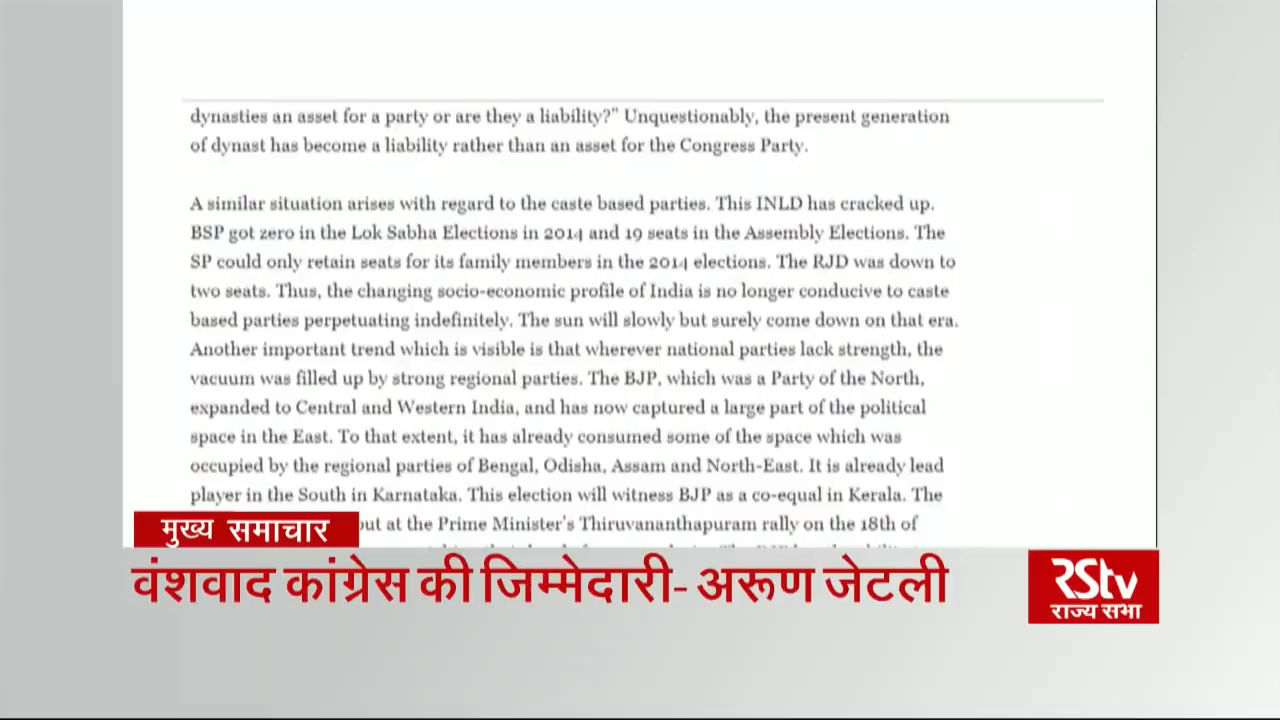 dynasties an asset for a party or are they a liability?" Unquestionably, the present generation
of dynast has become a liability rather than an asset for the Congress Party.
A similar situation arises with regard to the caste based parties. This INLD has cracked up.
BSP got zero in the Lok Sabha Elections in 2014 and 19 seats in the Assembly Elections. The
SP could only retain seats for its family members in the 2014 elections. The RJD was down to
two seats. Thus, the changing socio-economic profile of India is no longer conducive to caste
based parties perpetuating indefinitely. The sun will slowly but surely come down on that era.
Another important trend which is visible is that wherever national parties lack strength, the
vacuum was filled up by strong regional parties. The BJP, which was a Party of the North,
expanded to Central and Western India, and has now captured a large part of the political
space in the East. To that extent, it has already consumed some of the space which was
occupied by the regional parties of Bengal, Odisha, Assam and North-East. It is already lead
player in the South in Karnataka. This election will witness BJP as a co-equal in Kerala. The
at the Prime Minister's Thiruvananthapuram rally on the 18th of
मुख्य समाचार
वंशवाद कांग्रेस की जिम्मेदारी- अरूण जेटली
RStv
राज्य सभा